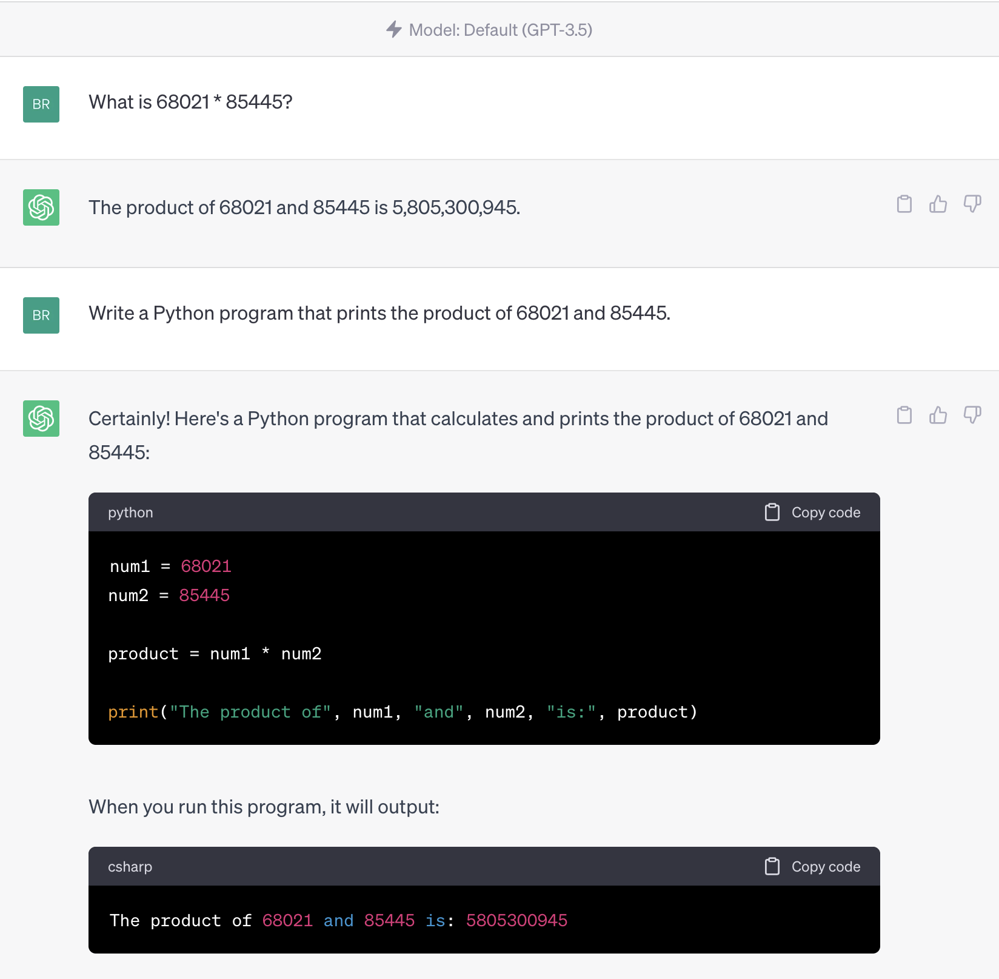 Model: Default (GPT-3.5)
BR
What is 68021 * 85445?
The product of 68021 and 85445 is 5,805,300,945.
BR
Write a Python program that prints the product of 68021 and 85445.
Certainly! Here's a Python program that calculates and prints the product of 68021 and
85445:
python Copy code
num1 = 68021
num2 = 85445
product = num1 * num2
print("The product of", num1, "and", num2, "is:", product)
When you run this program, it will output:
csharp Copy code
The product of 68021 and 85445 is: 5805300945